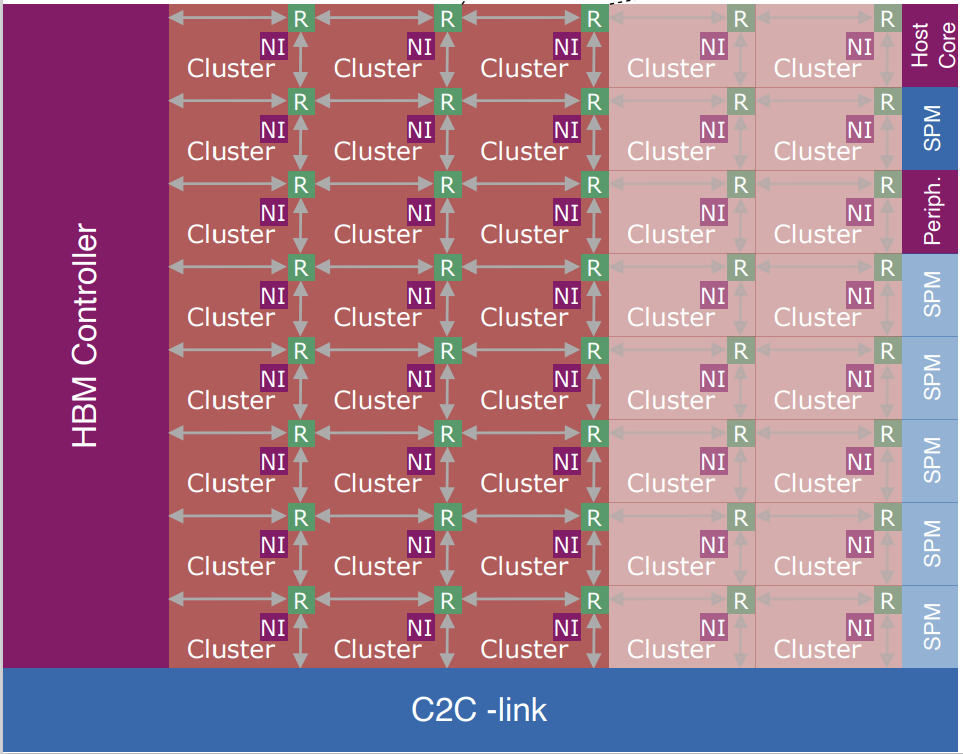 HBM Controller
R R R R R
NI NI NI NI NI
Cluster Cluster Cluster Cluster Cluster
Host
Core
R R R R R
NI NI NI NI NI
Cluster Cluster Cluster Cluster Cluster
SPM
R R R R R
NI NI NI NI NI
Cluster Cluster Cluster Cluster Cluster
Periph.
R R R R R
NI NI NI NI NI
Cluster Cluster Cluster Cluster Cluster
SPM
R R R R R
NI NI NI NI NI
Cluster Cluster Cluster Cluster Cluster
SPM
R R R R R
NI NI NI NI NI
Cluster Cluster Cluster Cluster Cluster
SPM
R R R R R
NI NI NI NI NI
Cluster Cluster Cluster Cluster Cluster
SPM
R R R R R
NI NI NI NI NI
Cluster Cluster Cluster Cluster Cluster
SPM
C2C -link